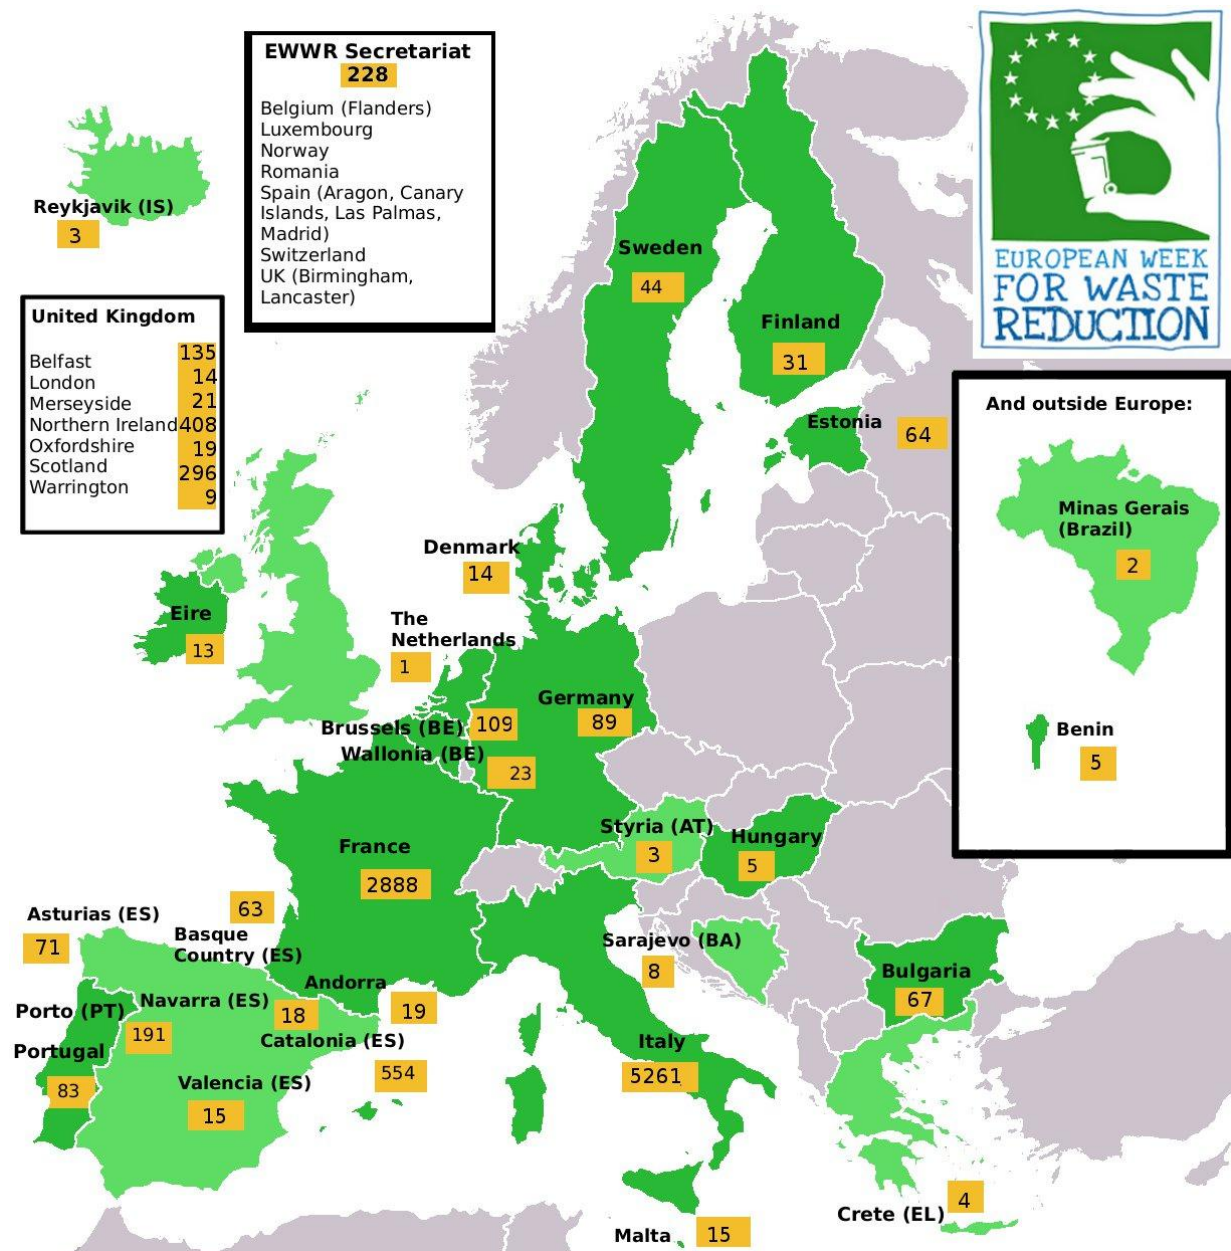 EWWR Secretariat
228
Belgium (Flanders)
Luxembourg
Norway
Romania
Spain (Aragon, Canary
Islands, Las Palmas,
Madrid)
Switzerland
UK (Birmingham,
Lancaster)
EUROPEAN WEEK
FOR WASTE
REDUCTION
Reykjavik (IS)
3
United Kingdom
Belfast 135
London 14
Merseyside 21
Northern Ireland 408
Oxfordshire 19
Scotland 296
Warrington 9
Sweden
44
Finland
31
Estonia
64
And outside Europe:
Minas Gerais
(Brazil)
2
Benin
5
Denmark
14
Eire
13
The
Netherlands
1
Germany
89
Brussels (BE) 109
Wallonia (BE)
23
France
2888
Styria (AT)
3
Hungary
5
Asturias (ES)
71
63
Basque
Country (ES)
Andorra
19
Navarra (ES)
18
Porto (PT)
191
Catalonia (ES)
554
Portugal
83
Valencia (ES)
15
Sarajevo (BA)
8
Bulgaria
67
Italy
5261
Malta 15
Crete (EL)
4